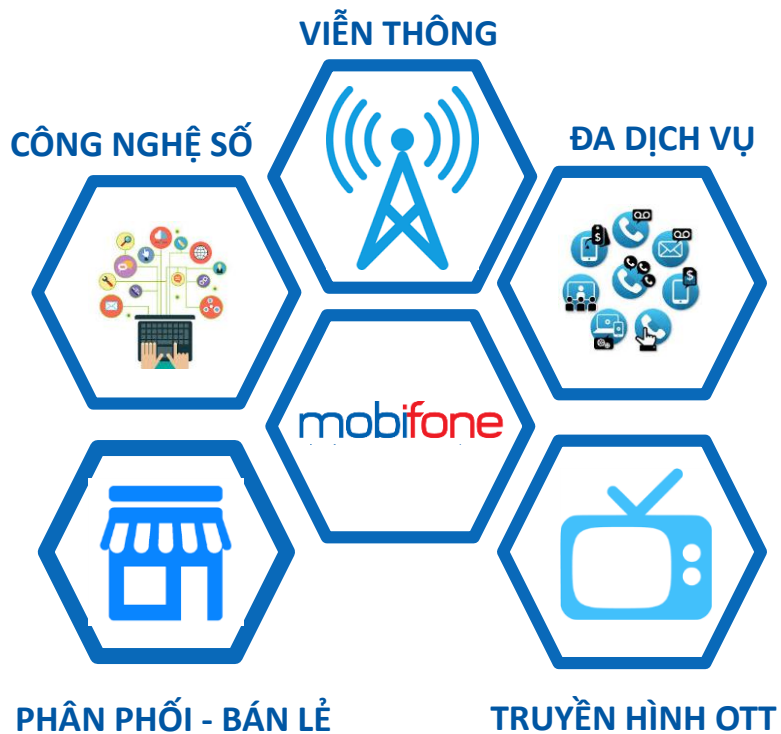 VIỄN THÔNG
CÔNG NGHỆ SỐ
ĐA DỊCH VỤ
mobifone
PHÂN PHỐI - BÁN LẺ
TRUYỀN HÌNH OTT